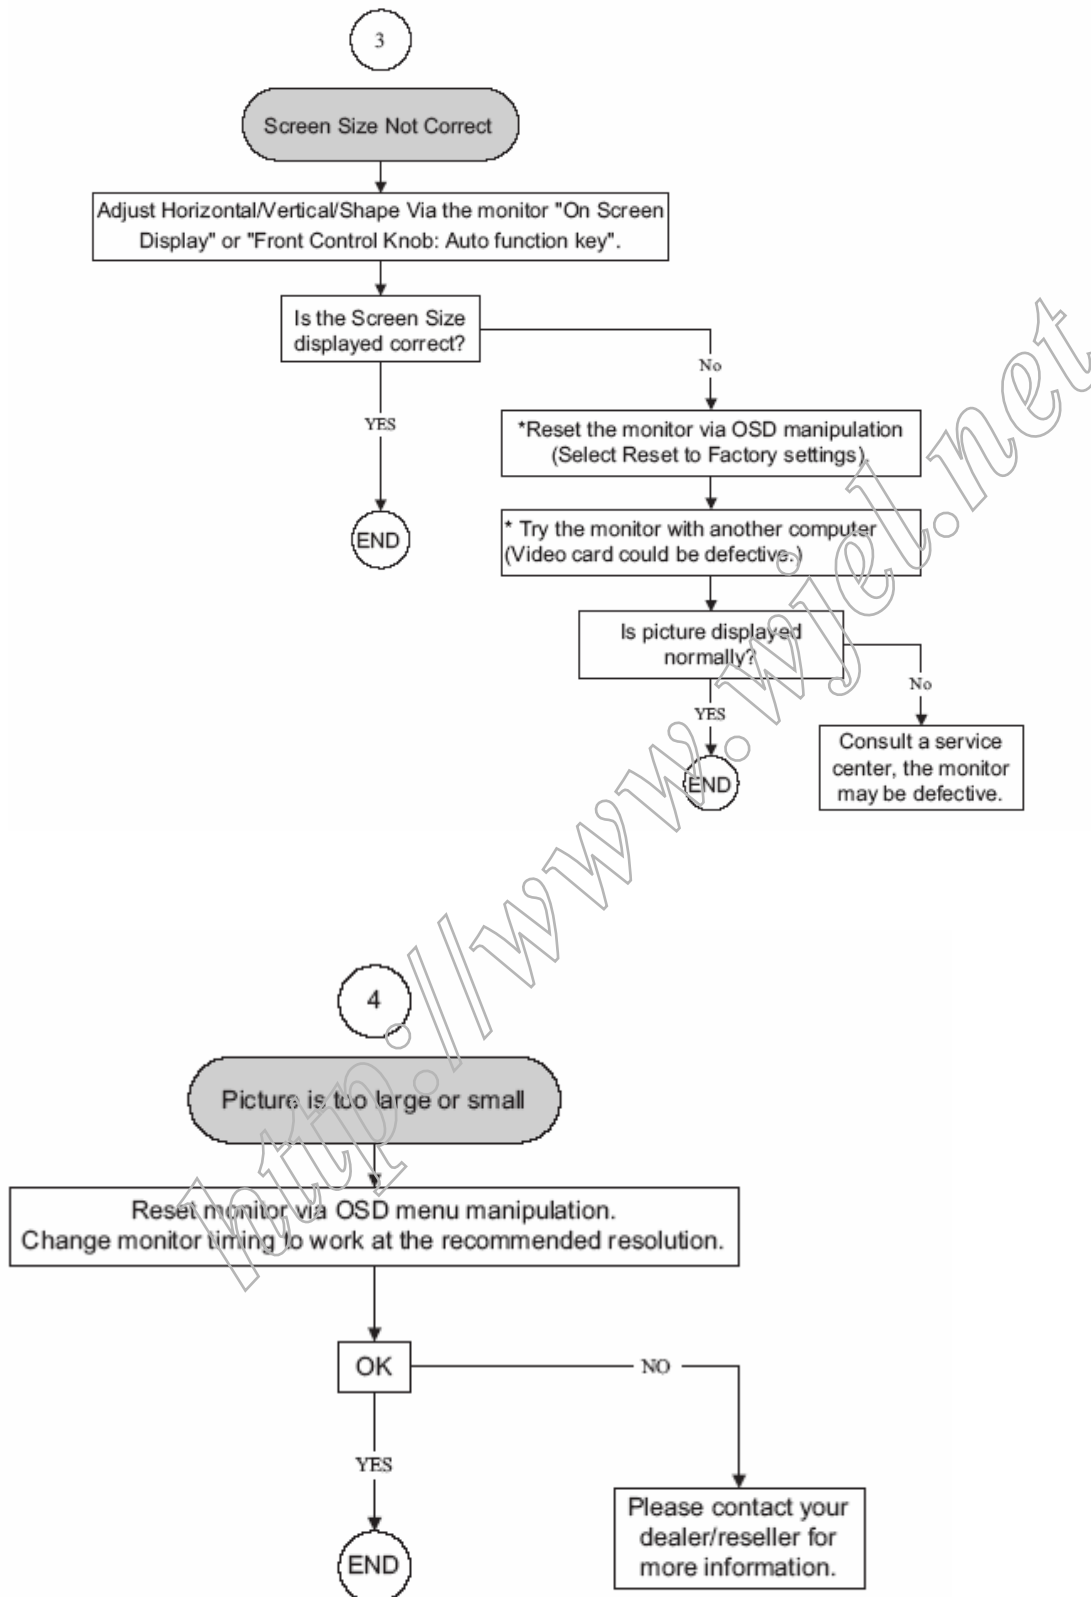 3
Screen Size Not Correct
Adjust Horizontal/Vertical/Shape Via the monitor "On Screen
Display" or "Front Control Knob: Auto function key".
Is the Screen Size
displayed correct?
No
YES
*Reset the monitor via OSD manipulation
(Select Reset to Factory settings)
END
* Try the monitor with another computer
(Video card could be defective.)
Is picture displayed
normally?
No
YES
Consult a service
center, the monitor
may be defective.
END
4
Picture is too large or small
Reset monitor via OSD menu manipulation.
Change monitor timing to work at the recommended resolution.
OK
NO
YES
Please contact your
dealer/reseller for
more information.
END
http://www.wjel.net